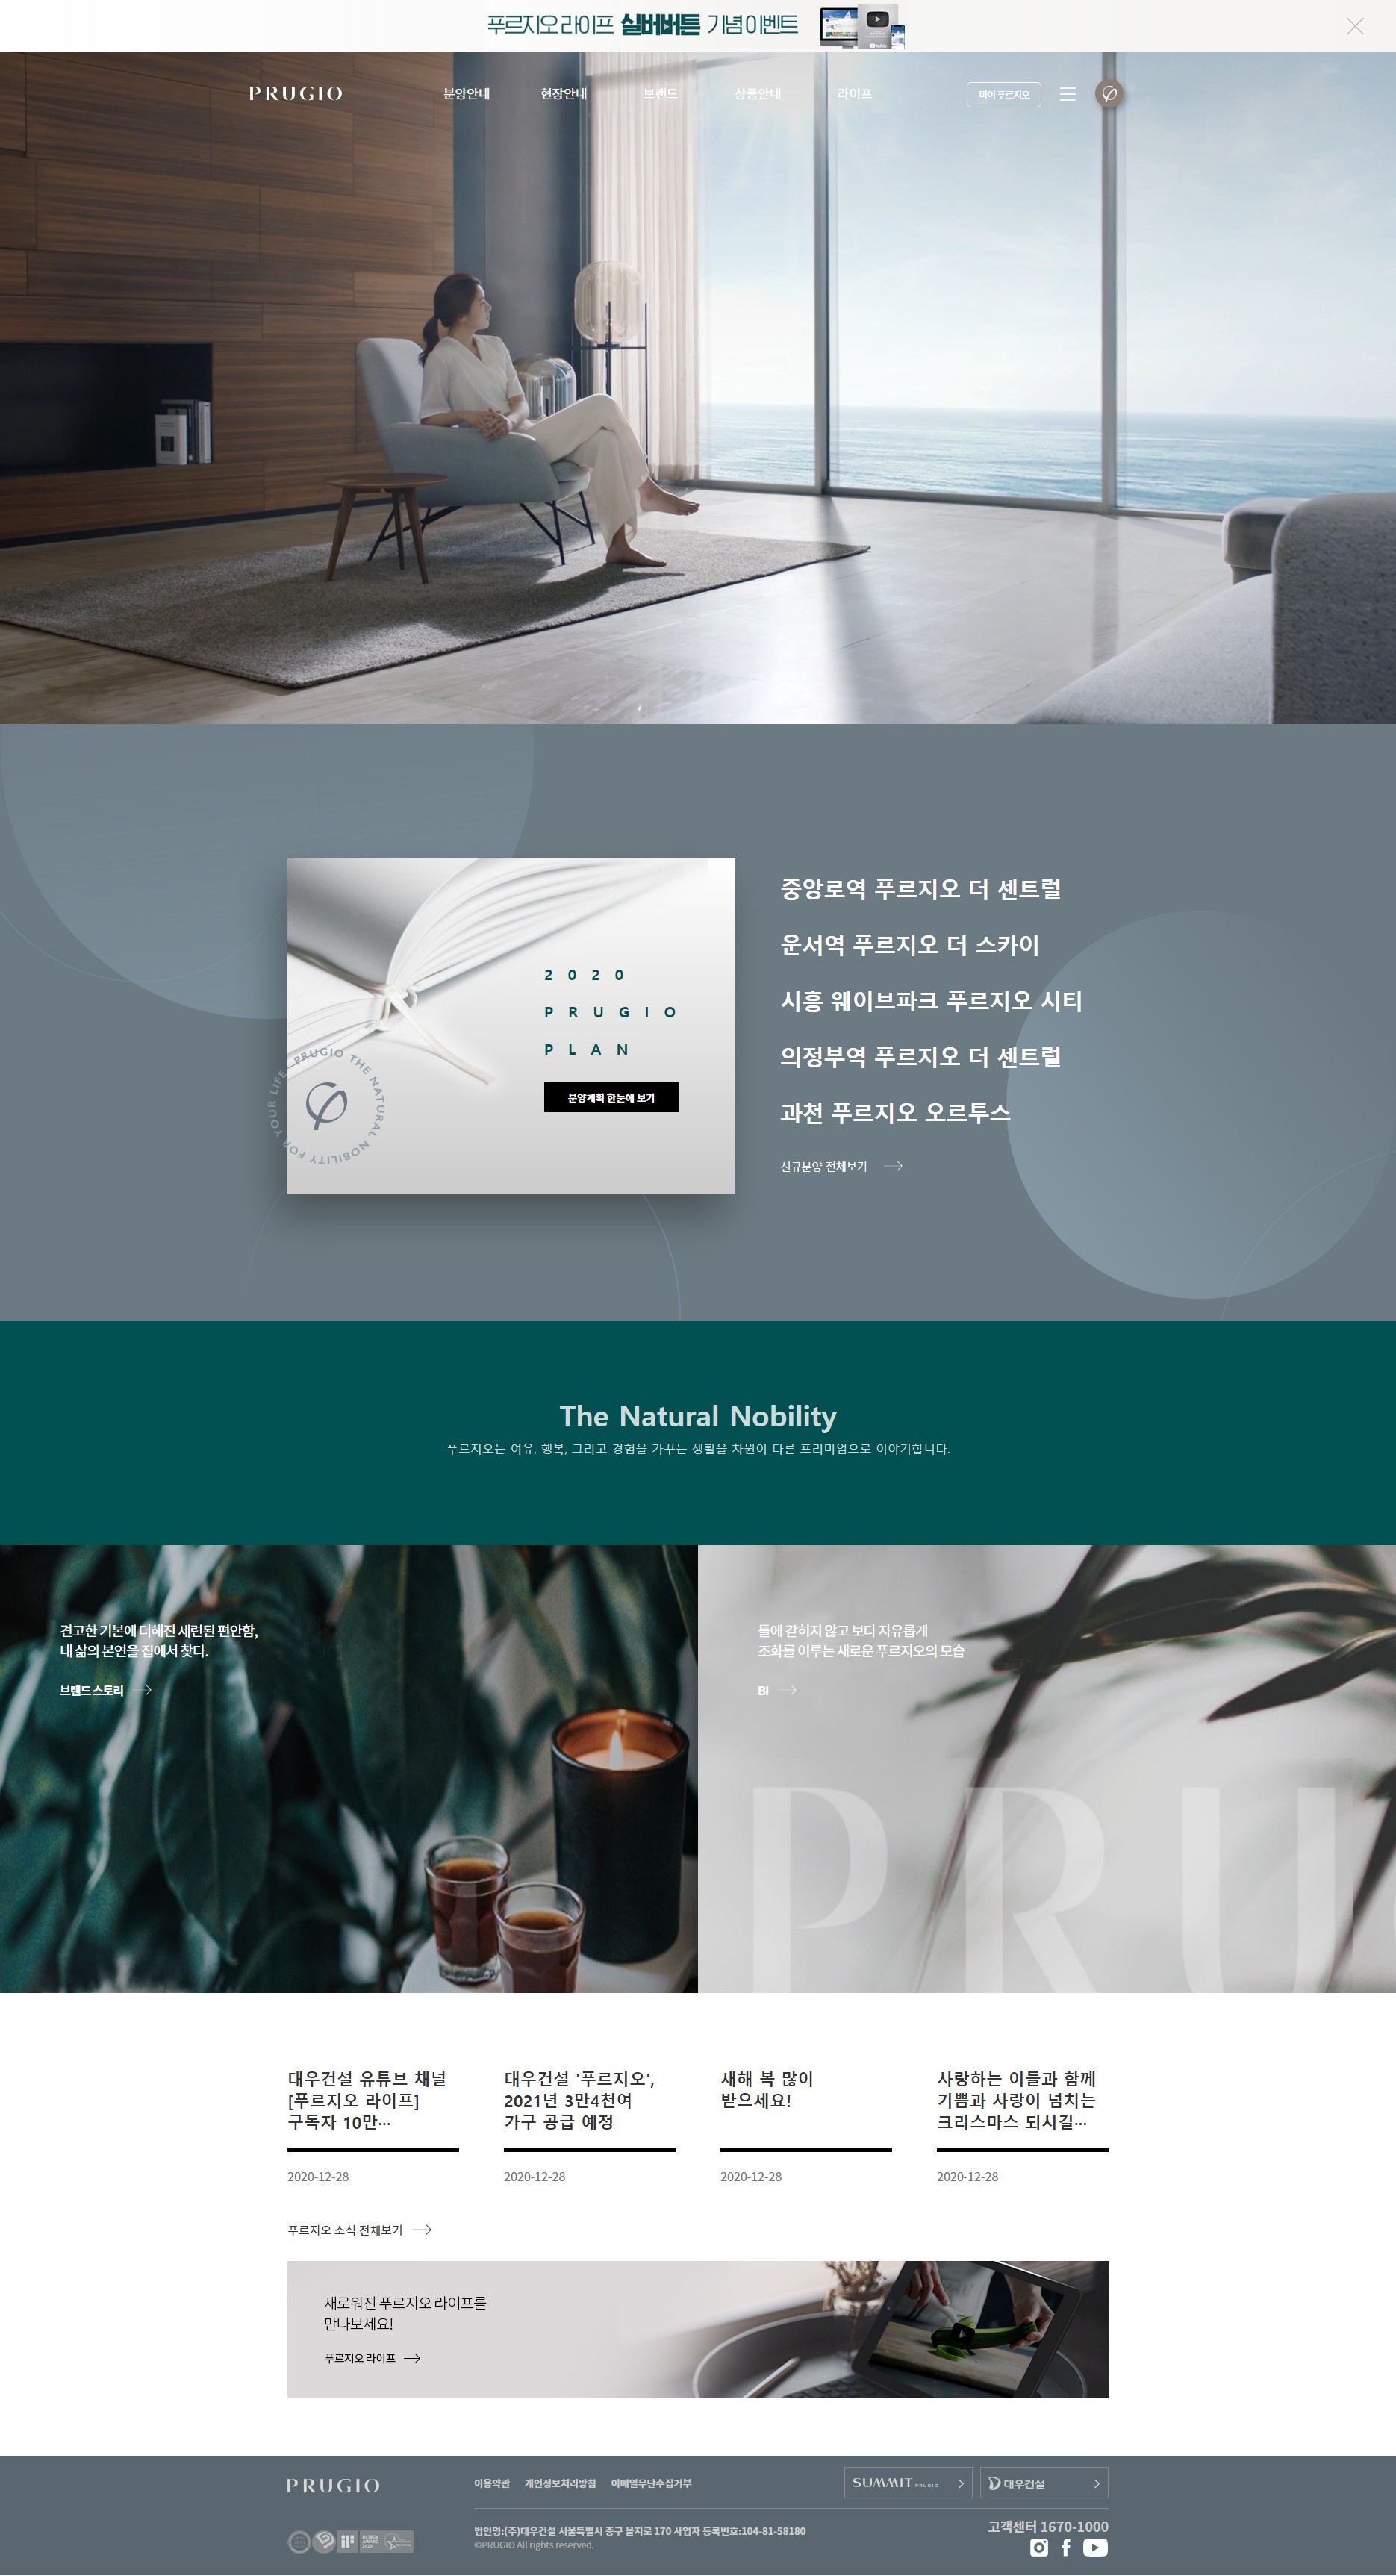 푸르지오 라이프 실버버튼 기념 이벤트
PRUGIO
분양안내 현장안내 브랜드 상품안내 라이프
마이 푸르지오
2020
PRUGIO
PLAN
분양계획 한눈에 보기
PRUGIO THE NATURAL NOBILITY FOR YOUR LIFE
중앙로역 푸르지오 더 센트럴
운서역 푸르지오 더 스카이
시흥 웨이브파크 푸르지오 시티
의정부역 푸르지오 더 센트럴
과천 푸르지오 오르투스
신규분양 전체보기
The Natural Nobility
푸르지오는 여유, 행복, 그리고 경험을 가꾸는 생활을 차원이 다른 프리미엄으로 이야기합니다.
견고한 기본에 더해진 세련된 편안함,
내 삶의 본연을 집에서 찾다.
브랜드 스토리
틀에 갇히지 않고 보다 자유롭게
조화를 이루는 새로운 푸르지오의 모습
BI
PRU
대우건설 유튜브 채널
[푸르지오 라이프]
구독자 10만…
2020-12-28
대우건설 '푸르지오',
2021년 3만4천여
가구 공급 예정
2020-12-28
새해 복 많이
받으세요!
2020-12-28
사랑하는 이들과 함께
기쁨과 사랑이 넘치는
크리스마스 되시길…
2020-12-28
푸르지오 소식 전체보기
새로워진 푸르지오 라이프를
만나보세요!
푸르지오 라이프
PRUGIO
이용약관 개인정보처리방침 이메일무단수집거부
SUMMIT PRUGIO
대우건설
법인명:(주)대우건설 서울특별시 중구 을지로 170 사업자 등록번호:104-81-58180
©PRUGIO All rights reserved.
고객센터 1670-1000